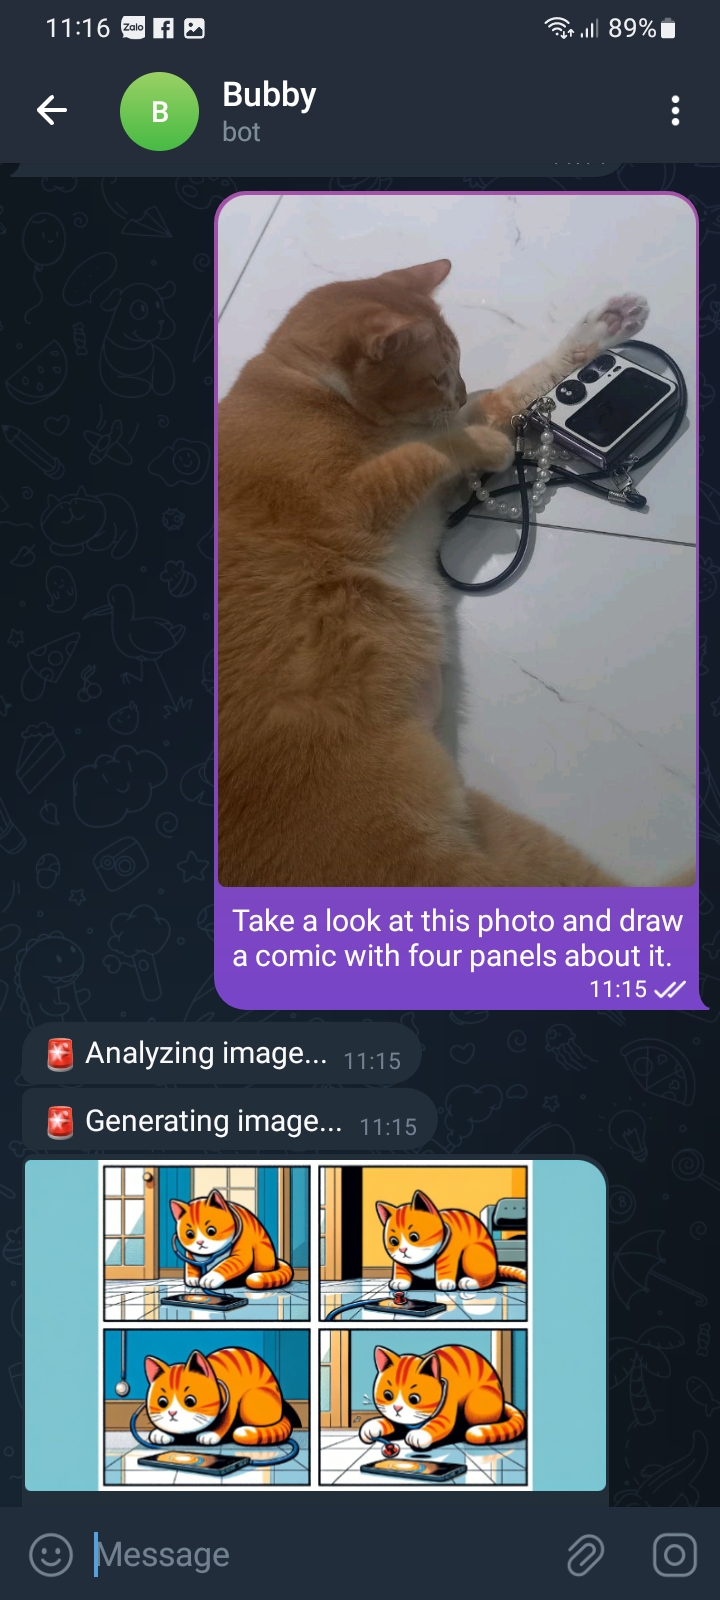 11:16 Zalo 89%
B
Bubby
bot
Take a look at this photo and draw
a comic with four panels about it.
11:15
Analyzing image... 11:15
Generating image... 11:15
Message